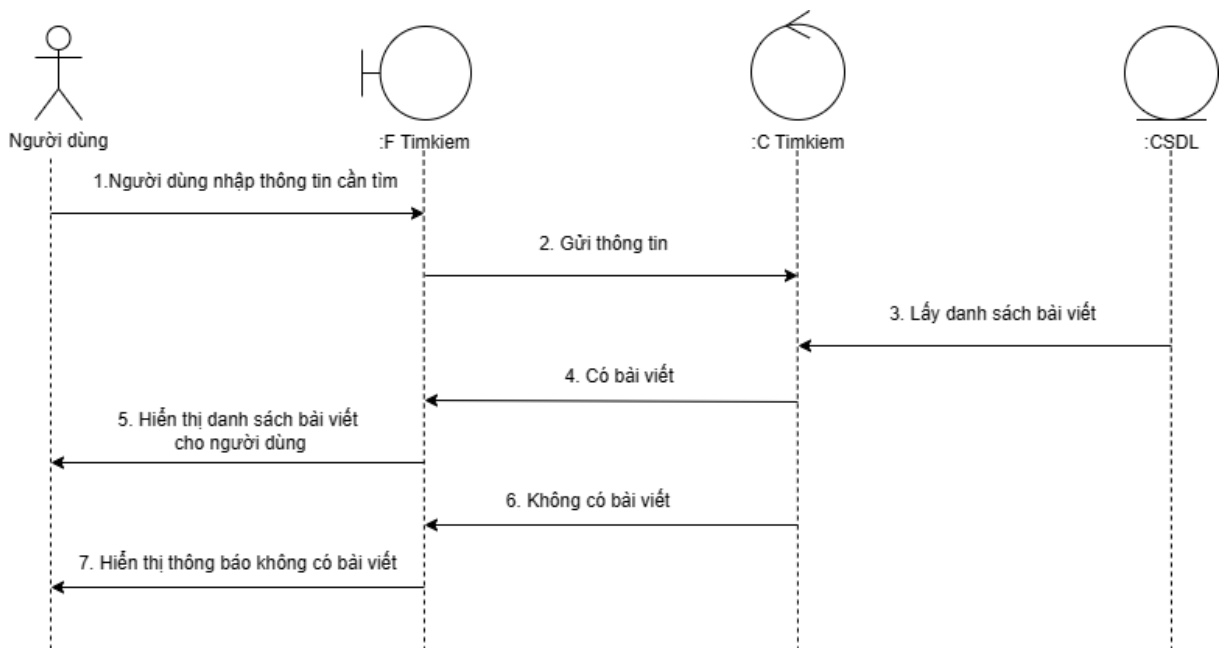 Người dùng
:F Timkiem
:C Timkiem
:CSDL
1.Người dùng nhập thông tin cần tìm
2. Gửi thông tin
3. Lấy danh sách bài viết
4. Có bài viết
5. Hiển thị danh sách bài viết
cho người dùng
6. Không có bài viết
7. Hiển thị thông báo không có bài viết